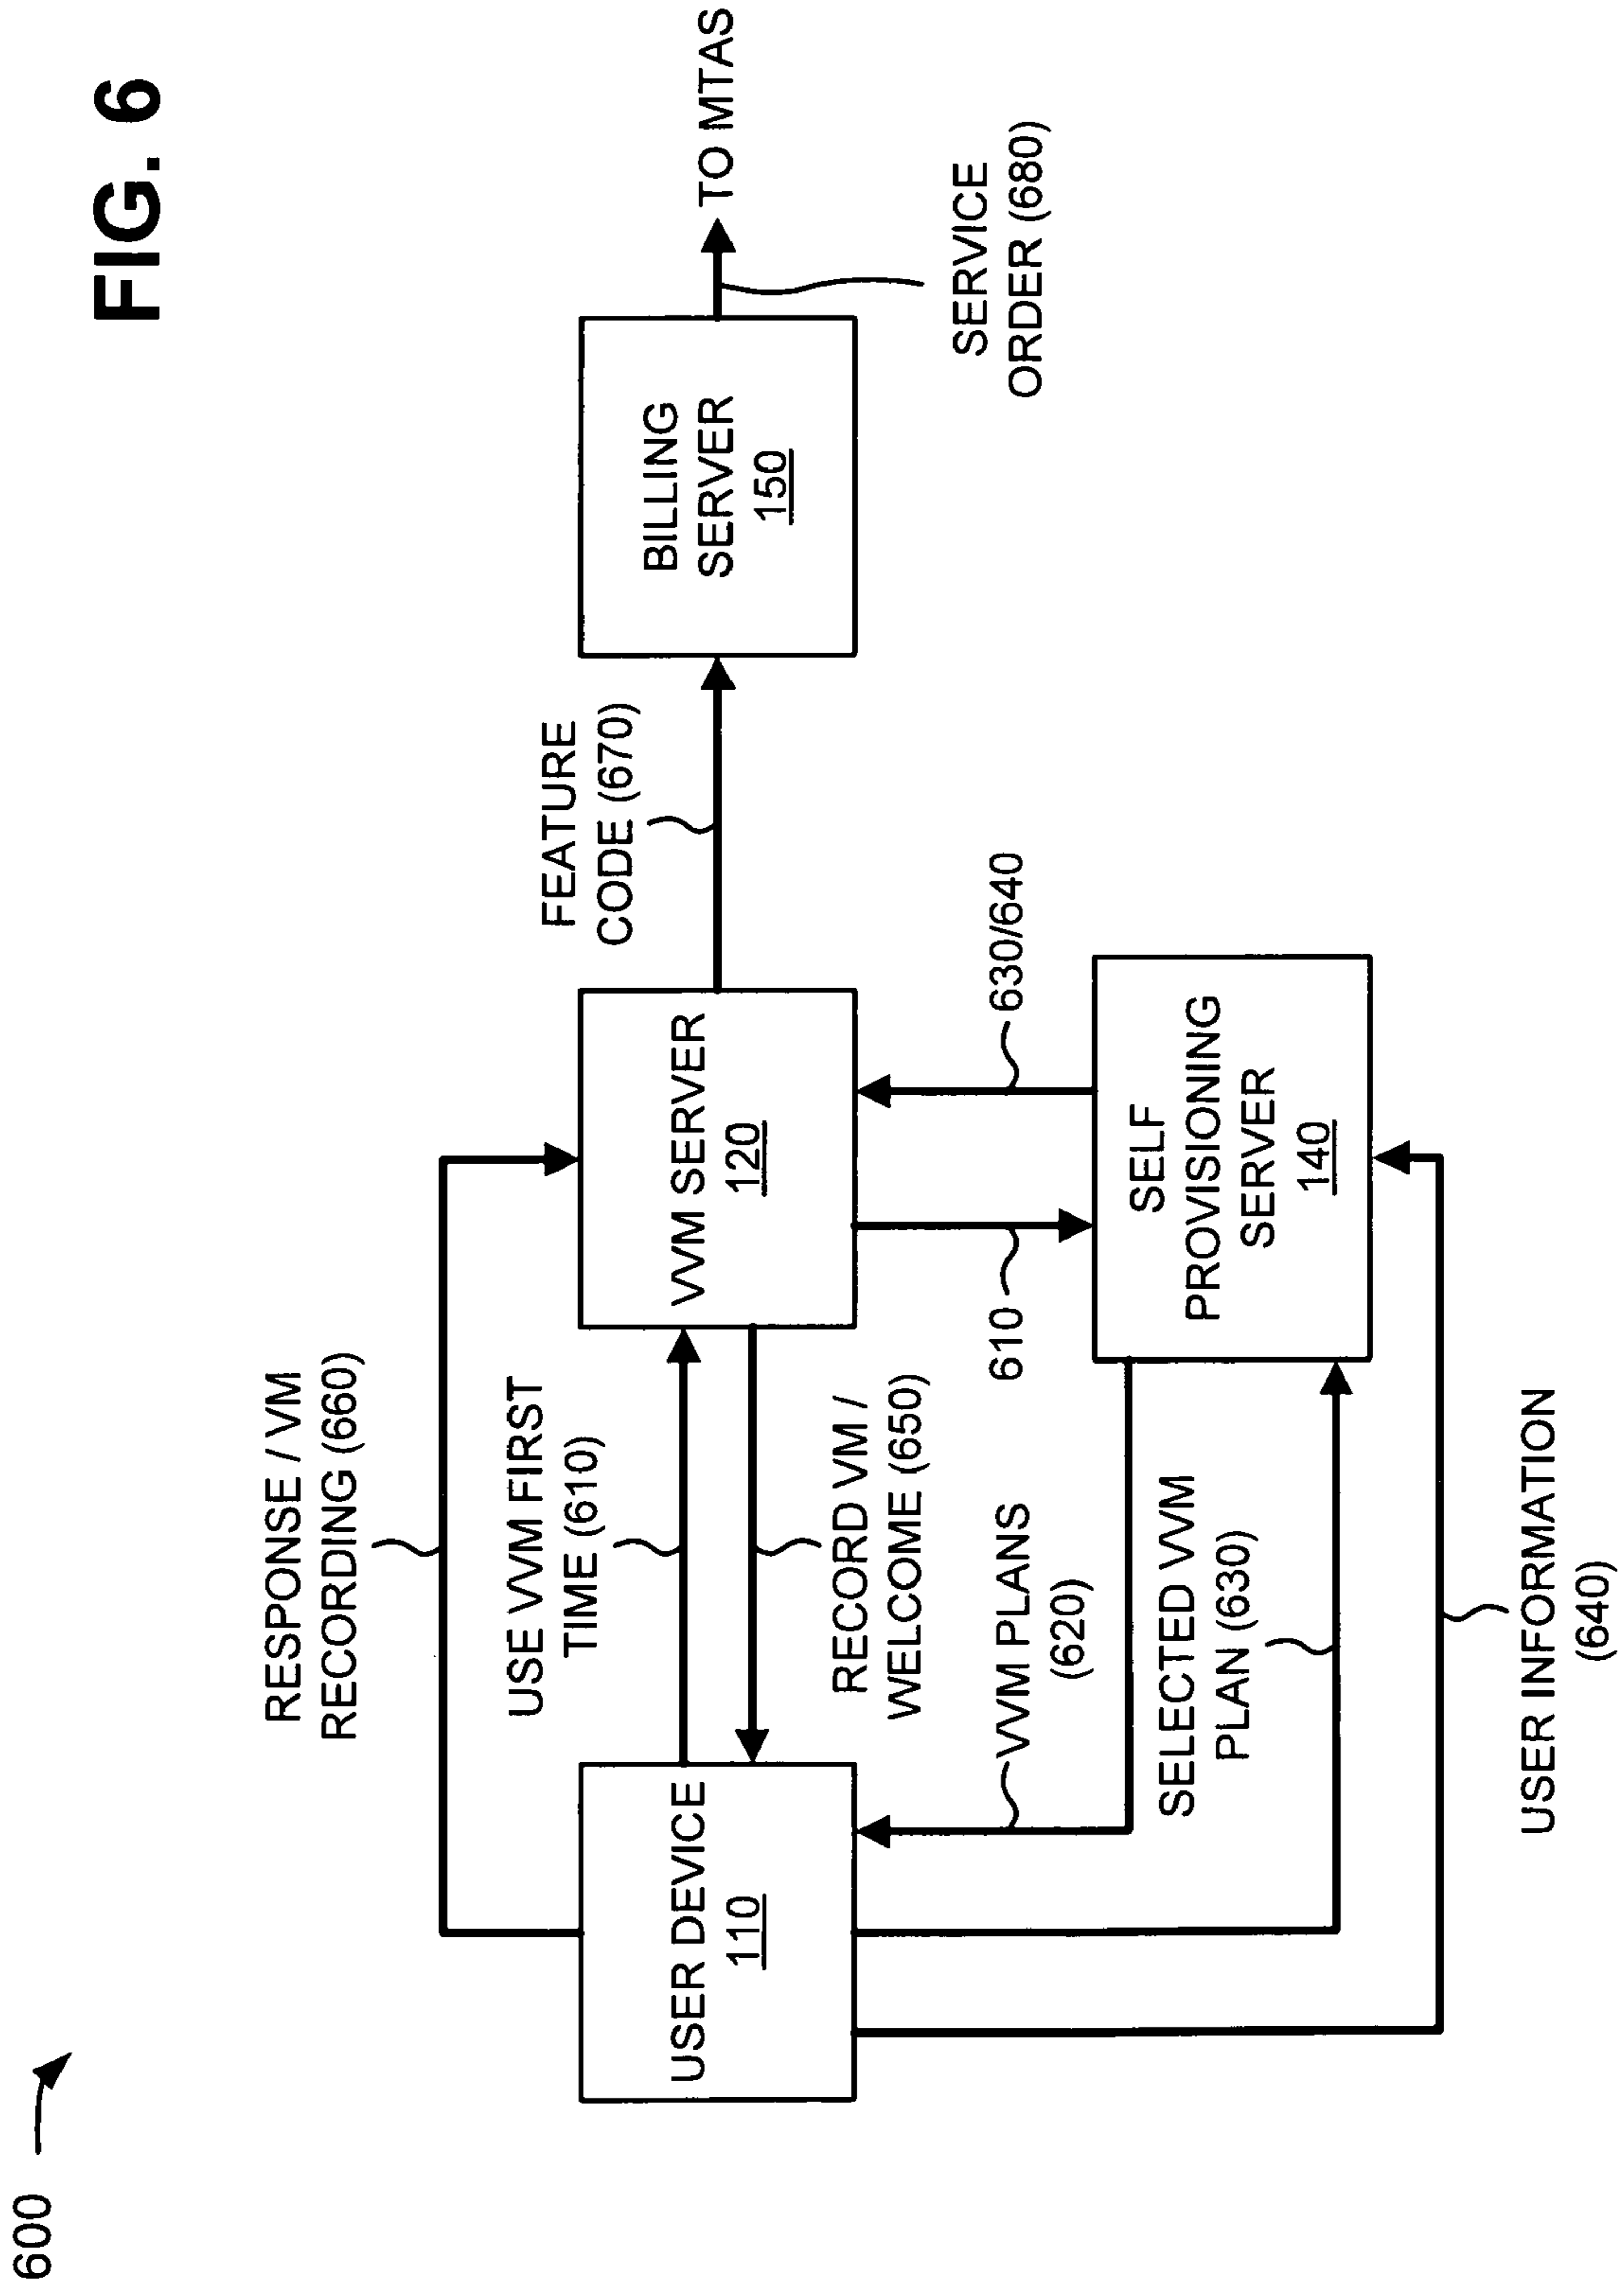 FIG. 6
600
RESPONSE / VM
RECORDING (660)
USE VVM FIRST
TIME (610)
FEATURE
CODE (670)
USER DEVICE
110
VVM SERVER
120
BILLING
SERVER
150
TO MTAS
RECORD VM /
WELCOME (650)
SERVICE
ORDER (680)
VVM PLANS
(620)
610
630/640
SELECTED VVM
PLAN (630)
SELF
PROVISIONING
SERVER
140
USER INFORMATION
(640)